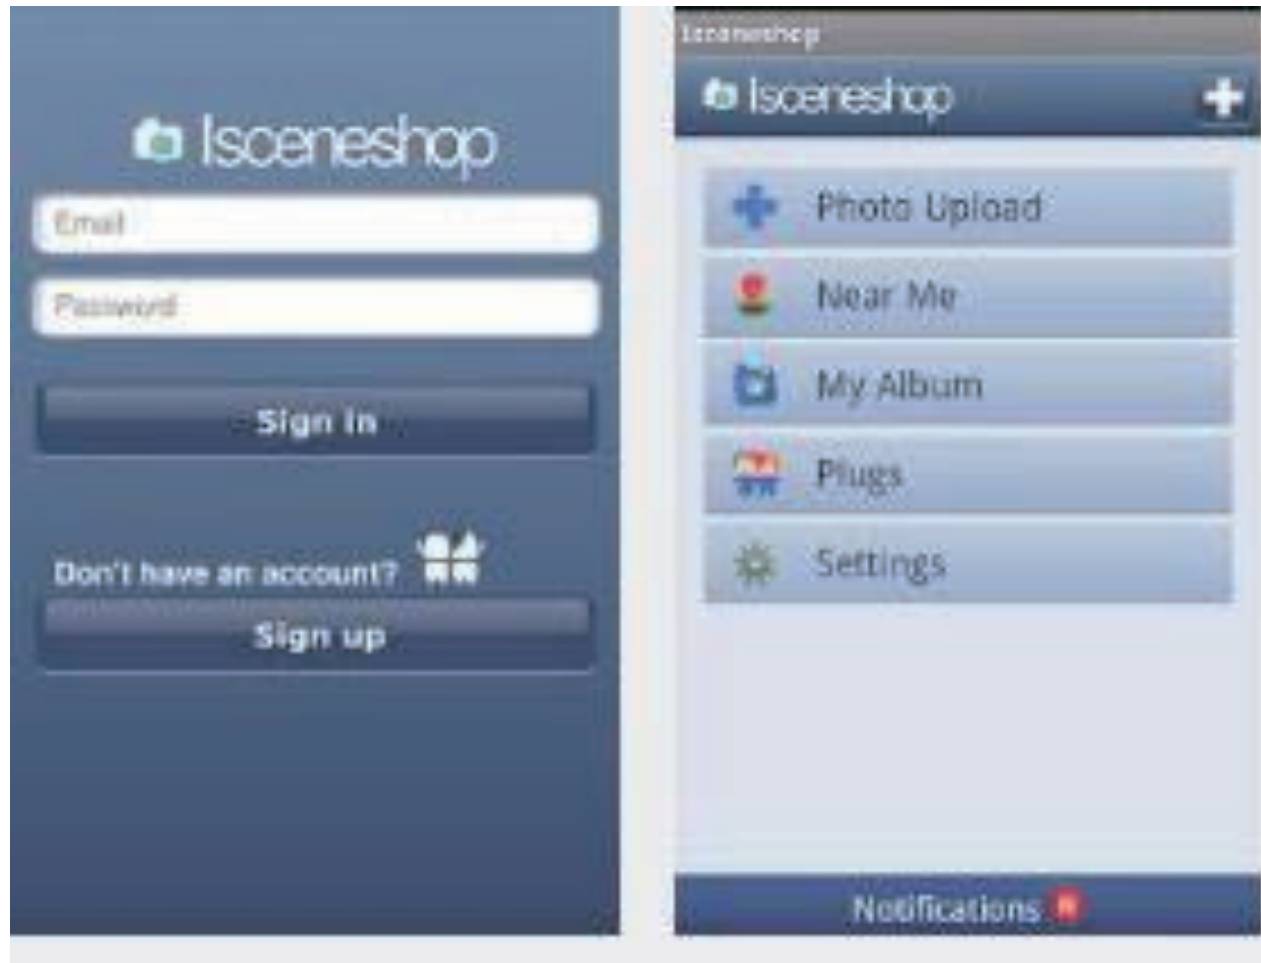 Isceneshop
Email
Password
Sign in
Don't have an account?
Sign up
Isceneshop
Isceneshop
Photo Upload
Near Me
My Album
Plugs
Settings
Notifications